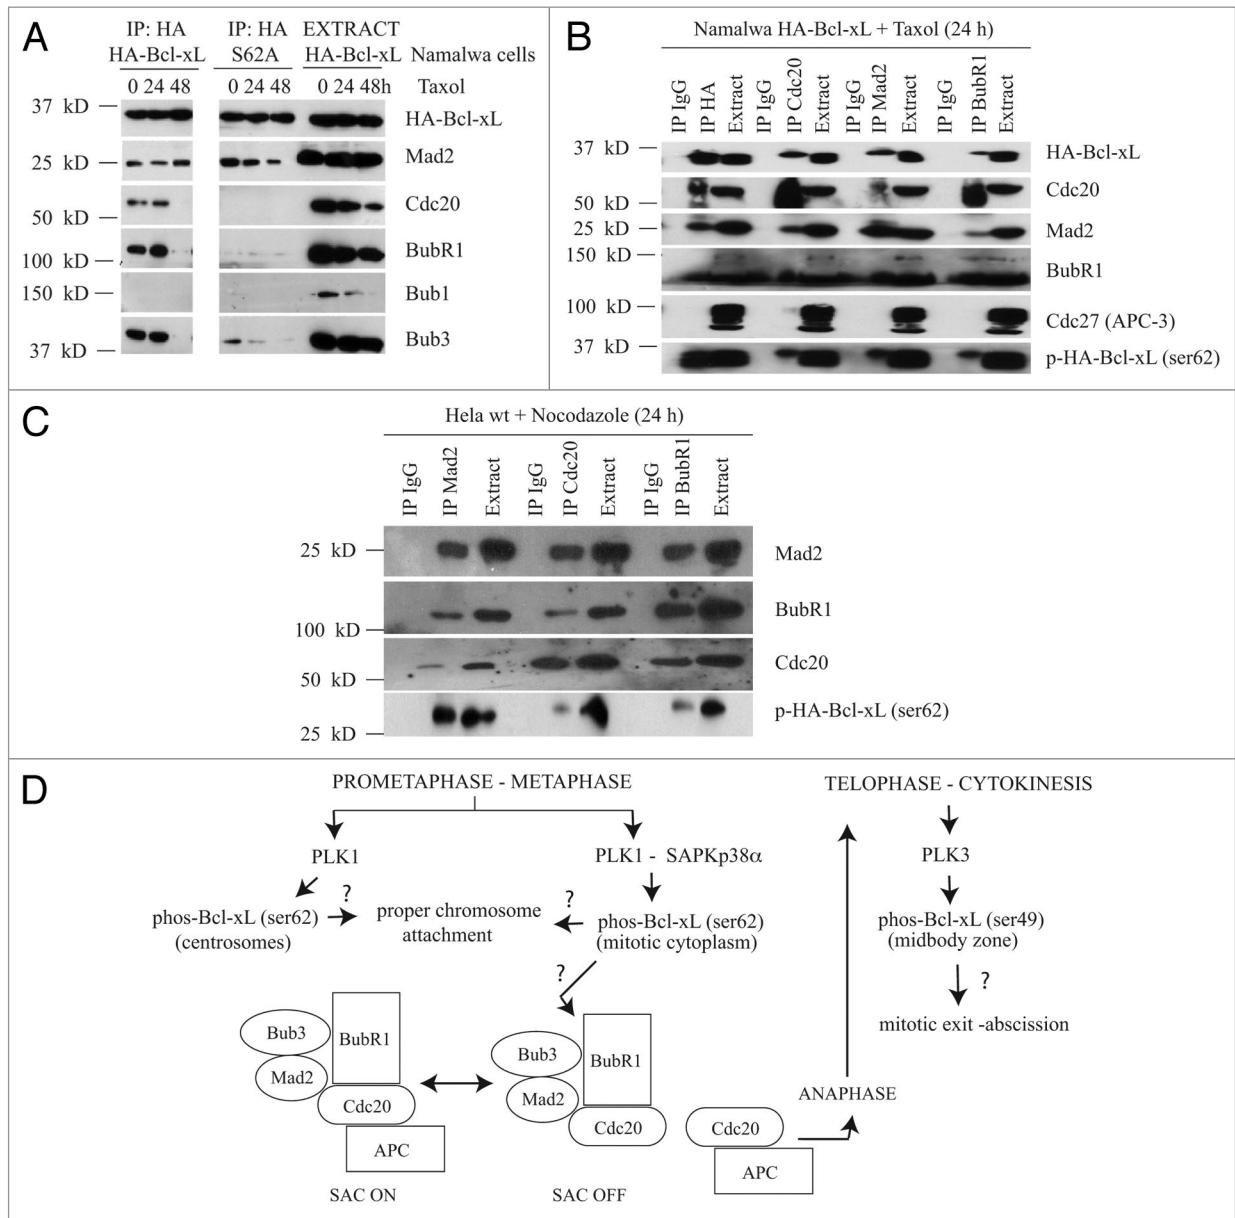 A
IP: HA IP: HA EXTRACT
HA-Bcl-xL S62A HA-Bcl-xL Namalwa cells
0 24 48 0 24 48 0 24 48h Taxol
37 kD HA-Bcl-xL
25 kD Mad2
50 kD Cdc20
100 kD BubR1
150 kD Bub1
37 kD Bub3
B
Namalwa HA-Bcl-xL + Taxol (24 h)
IP IgG IP HA Extract IP IgG IP Cdc20 Extract IP IgG IP Mad2 Extract IP IgG IP BubR1 Extract
37 kD HA-Bcl-xL
50 kD Cdc20
25 kD Mad2
150 kD BubR1
100 kD Cdc27 (APC-3)
37 kD p-HA-Bcl-xL (ser62)
C
Hela wt + Nocodazole (24 h)
IP IgG IP Mad2 Extract IP IgG IP Cdc20 Extract IP IgG IP BubR1 Extract
25 kD Mad2
100 kD BubR1
50 kD Cdc20
25 kD p-HA-Bcl-xL (ser62)
D
PROMETAPHASE - METAPHASE
PLK1
phos-Bcl-xL (ser62)
(centrosomes)
?
proper chromosome
attachment
PLK1 - SAPKp38α
?
phos-Bcl-xL (ser62)
(mitotic cytoplasm)
?
Bub3
BubR1
Mad2
Cdc20
APC
SAC ON
Bub3
BubR1
Mad2
Cdc20
SAC OFF
Cdc20
APC
ANAPHASE
TELOPHASE - CYTOKINESIS
PLK3
phos-Bcl-xL (ser49)
(midbody zone)
?
mitotic exit -abscission